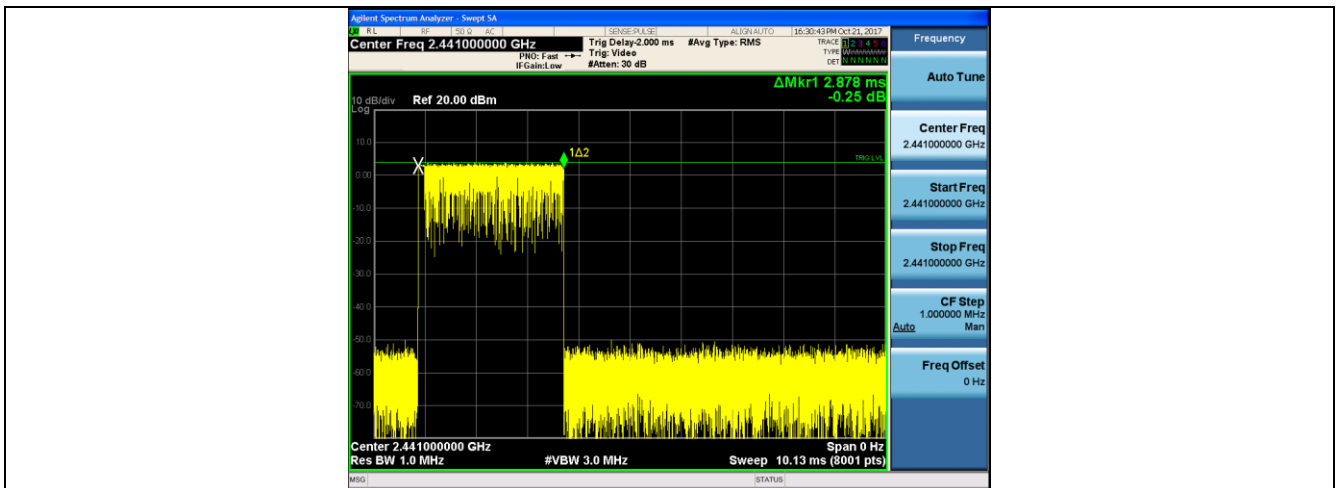 Agilent Spectrum Analyzer - Swept SA
RL RF 50 Ω AC SENSE:PULSE ALIGN AUTO 16:30:43 PM Oct 21, 2017
Center Freq 2.441000000 GHz
PNO: Fast
IFGain:Low
Trig Delay-2.000 ms
Trig: Video
#Atten: 30 dB
#Avg Type: RMS
TRACE 1 2 3 4 5 6
TYPE
DET N N N N N N
ΔMkr1 2.878 ms
-0.25 dB
10 dB/div
Log
Ref 20.00 dBm
10.0
0.00
-10.0
-20.0
-30.0
-40.0
-50.0
-60.0
-70.0
1Δ2
TRIG LVL
Center 2.441000000 GHz
Span 0 Hz
Res BW 1.0 MHz
#VBW 3.0 MHz
Sweep 10.13 ms (8001 pts)
MSG
STATUS
Frequency
Auto Tune
Center Freq
2.441000000 GHz
Start Freq
2.441000000 GHz
Stop Freq
2.441000000 GHz
CF Step
1.000000 MHz
Auto Man
Freq Offset
0 Hz